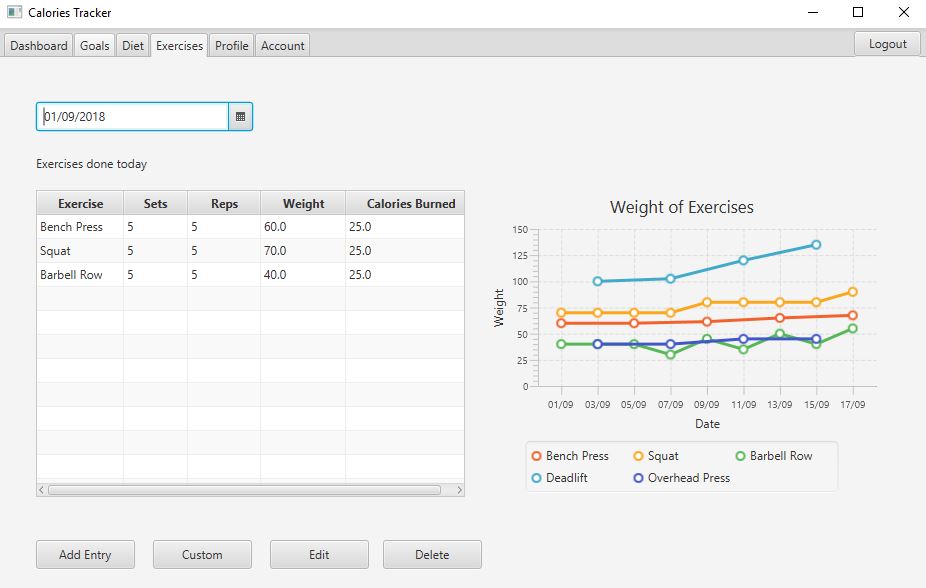 Calories Tracker
Dashboard Goals Diet Exercises Profile Account Logout
01/09/2018
Exercises done today
Exercise Sets Reps Weight Calories Burned
Bench Press 5 5 60.0 25.0
Squat 5 5 70.0 25.0
Barbell Row 5 5 40.0 25.0
Add Entry Custom Edit Delete
Weight of Exercises
Weight
150
125
100
75
50
25
0
01/09 03/09 05/09 07/09 09/09 11/09 13/09 15/09 17/09
Date
Bench Press Squat Barbell Row
Deadlift Overhead Press